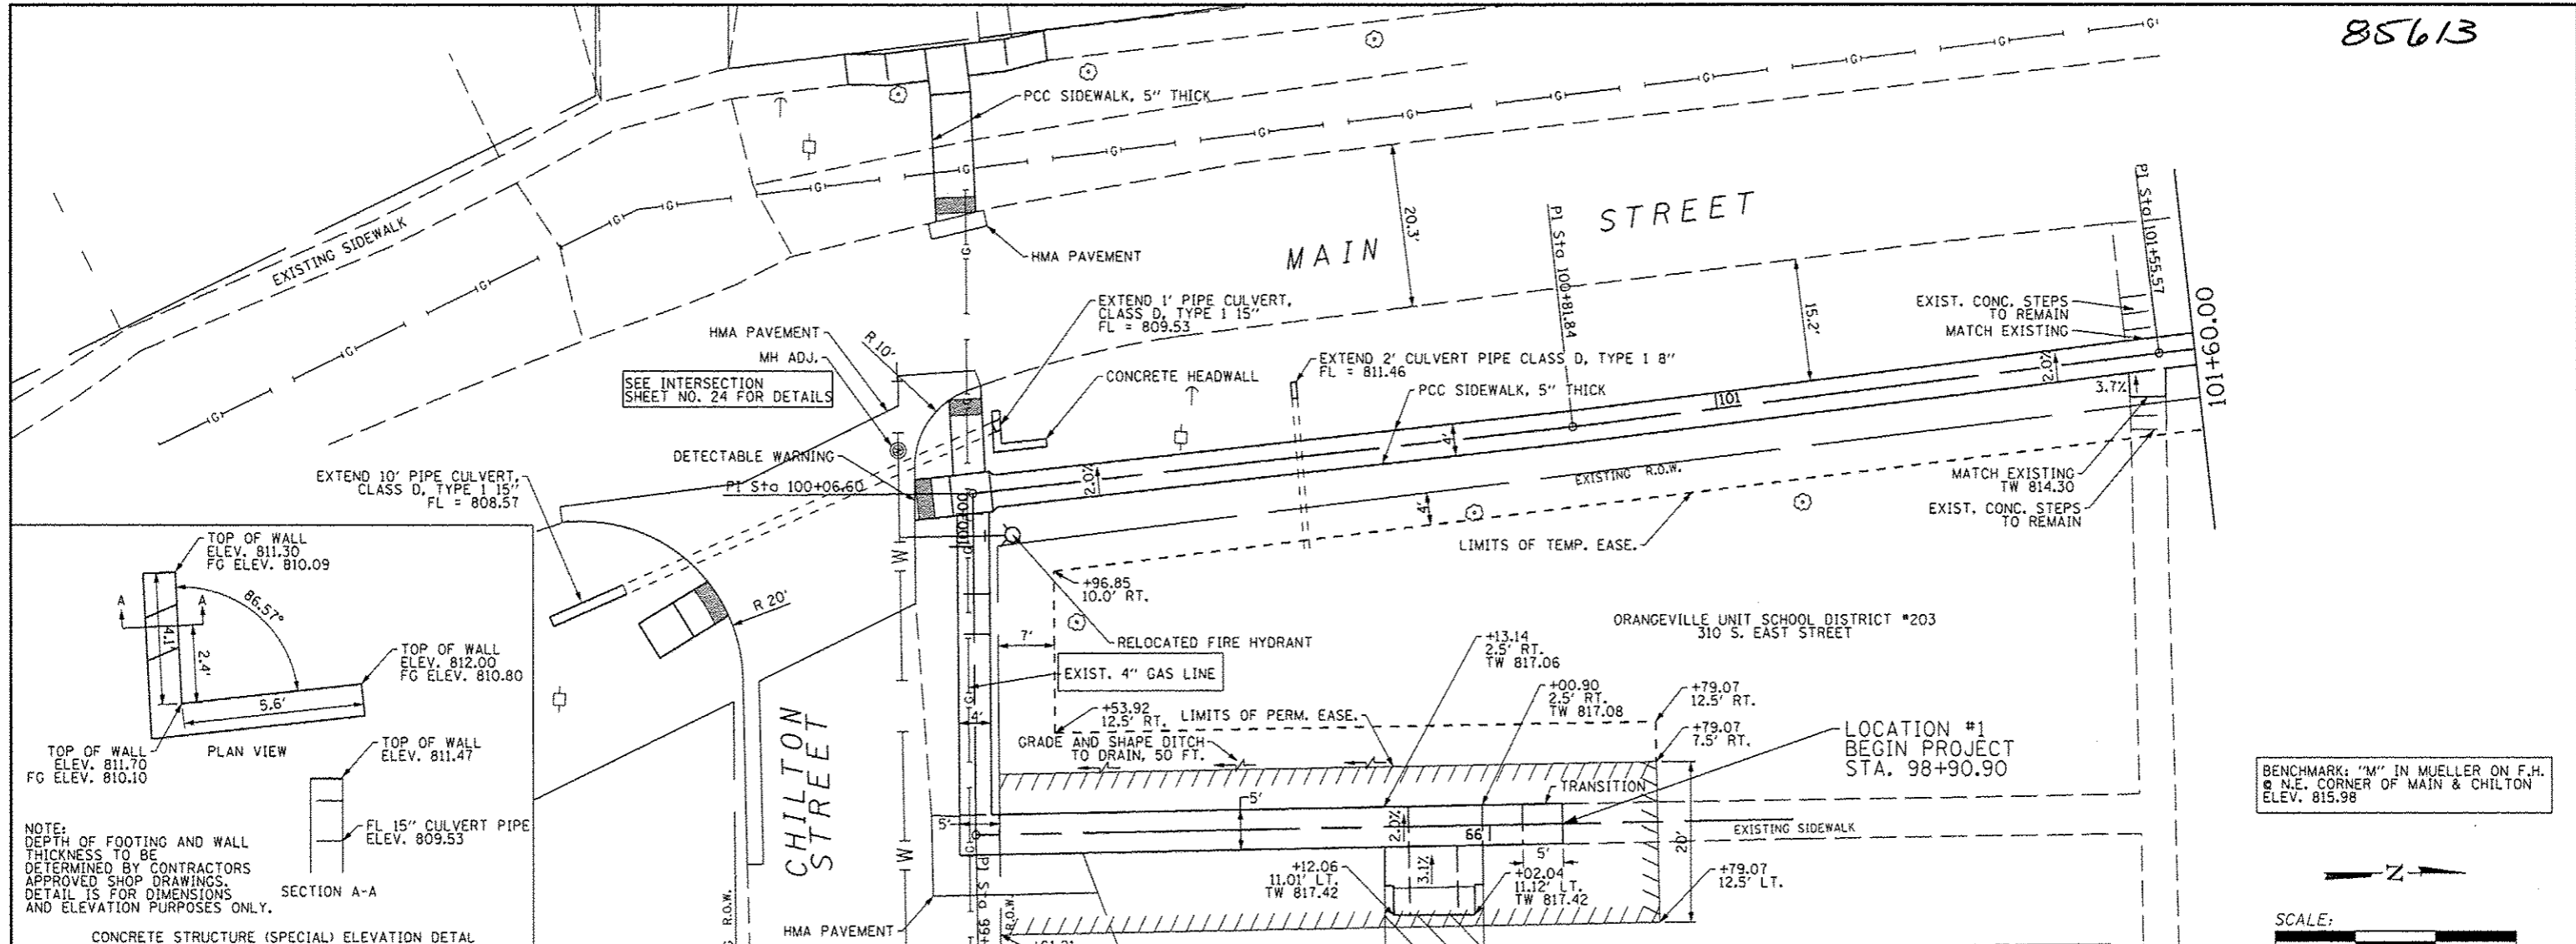 85613
PCC SIDEWALK, 5" THICK
EXISTING SIDEWALK
HMA PAVEMENT
MAIN STREET
20.3'
PI Sta 100+81.84
PI Sta 101+55.57
15.2'
EXIST. CONC. STEPS
TO REMAIN
MATCH EXISTING
101+60.00
EXTEND 1' PIPE CULVERT,
CLASS D, TYPE 1 15"
FL = 809.53
HMA PAVEMENT
MH ADJ.
R 10'
SEE INTERSECTION
SHEET NO. 24 FOR DETAILS
CONCRETE HEADWALL
EXTEND 2' CULVERT PIPE CLASS D, TYPE 1 8"
FL = 811.46
PCC SIDEWALK, 5" THICK
101
2.0%
3.7%
4'
DETECTABLE WARNING
PI Sta 100+06.60
2.0%
EXTEND 10' PIPE CULVERT,
CLASS D, TYPE 1 15"
FL = 808.57
EXISTING R.O.W.
4'
MATCH EXISTING
TW 814.30
EXIST. CONC. STEPS
TO REMAIN
LIMITS OF TEMP. EASE.
+96.85
10.0' RT.
R 20'
7'
RELOCATED FIRE HYDRANT
EXIST. 4" GAS LINE
ORANGEVILLE UNIT SCHOOL DISTRICT #203
310 S. EAST STREET
+13.14
2.5' RT.
TW 817.06
+00.90
2.5' RT.
TW 817.08
+79.07
12.5' RT.
+79.07
7.5' RT.
+53.92
12.5' RT.
LIMITS OF PERM. EASE.
4'
GRADE AND SHAPE DITCH
TO DRAIN, 50 FT.
LOCATION #1
BEGIN PROJECT
STA. 98+90.90
TRANSITION
CHILTON
STREET
5'
5'
2.0%
99
5'
EXISTING SIDEWALK
20'
3.1%
+12.06
11.01' LT.
TW 817.42
+02.04
11.12' LT.
TW 817.42
+79.07
12.5' LT.
HMA PAVEMENT
R.O.W.
R.O.W.
TOP OF WALL
ELEV. 811.30
FG ELEV. 810.09
A
A
86.57°
4.1'
2.4'
5.6'
TOP OF WALL
ELEV. 812.00
FG ELEV. 810.80
TOP OF WALL
ELEV. 811.70
FG ELEV. 810.10
PLAN VIEW
TOP OF WALL
ELEV. 811.47
FL 15" CULVERT PIPE
ELEV. 809.53
SECTION A-A
NOTE:
DEPTH OF FOOTING AND WALL
THICKNESS TO BE
DETERMINED BY CONTRACTORS
APPROVED SHOP DRAWINGS.
DETAIL IS FOR DIMENSIONS
AND ELEVATION PURPOSES ONLY.
CONCRETE STRUCTURE (SPECIAL) ELEVATION DETAL
BENCHMARK: "M" IN MUELLER ON F.H.
@ N.E. CORNER OF MAIN & CHILTON
ELEV. 815.98
Z
SCALE: